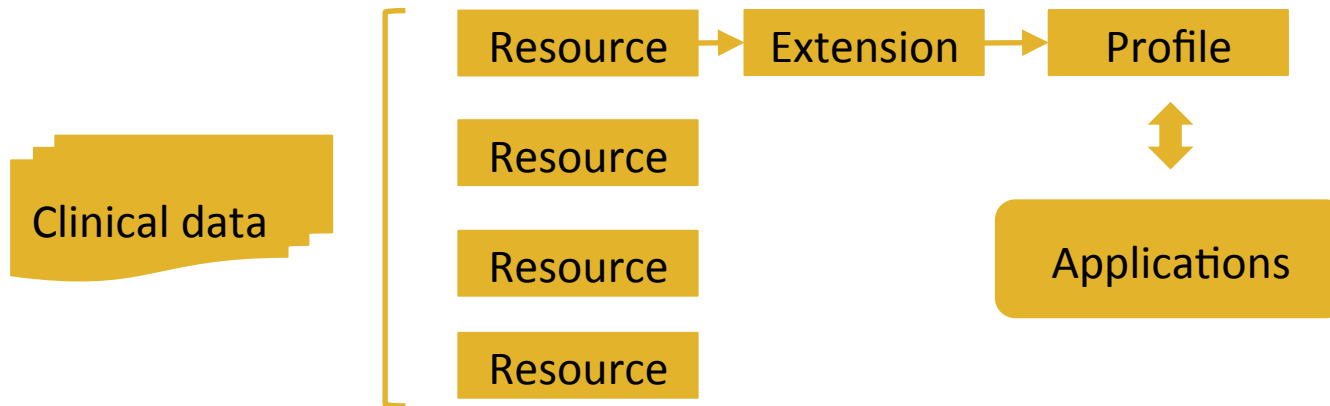 Resource
Extension
Profile
Resource
Clinical data
Resource
Applications
Resource